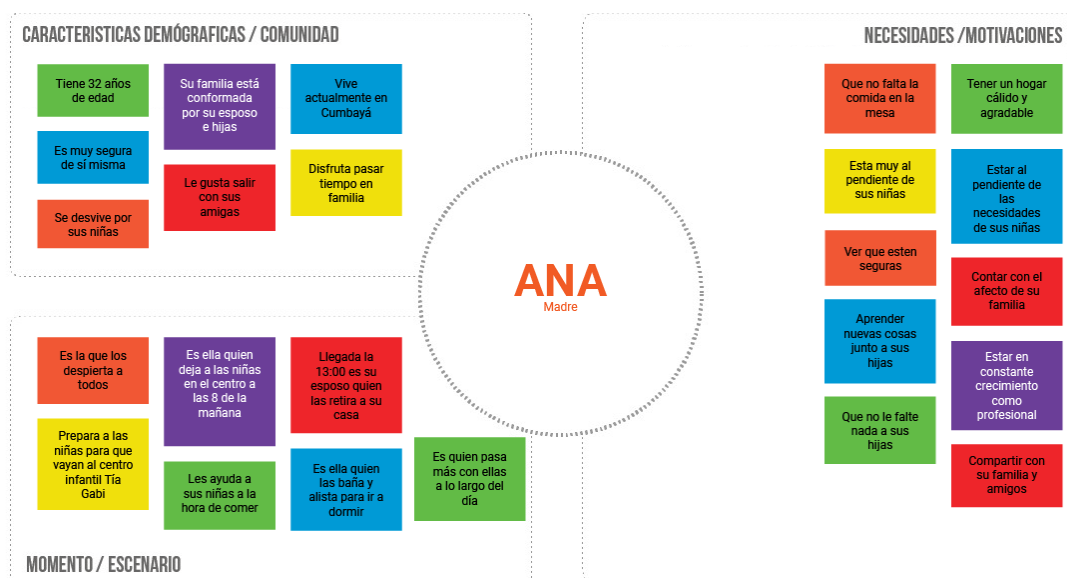 CARACTERISTICAS DEMÓGRAFICAS / COMUNIDAD
Tiene 32 años
de edad
Es muy segura
de sí misma
Se desvive por
sus niñas
Su familia está
conformada
por su esposo
e hijas
Le gusta salir
con sus
amigas
Vive
actualmente en
Cumbayá
Disfruta pasar
tiempo en
familia
NECESIDADES /MOTIVACIONES
Que no falta la
comida en la
mesa
Esta muy al
pendiente de
sus niñas
Ver que esten
seguras
Aprender
nuevas cosas
junto a sus
hijas
Que no le falte
nada a sus
hijas
Tener un hogar
cálido y
agradable
Estar al
pendiente de
las
necesidades
de sus niñas
Contar con el
afecto de su
familia
Estar en
constante
crecimiento
como
profesional
Compartir con
su familia y
amigos
ANA
Madre
Es la que los
despierta a
todos
Prepara a las
niñas para que
vayan al centro
infantil Tía
Gabi
Es ella quien
deja a las niñas
en el centro a
las 8 de la
mañana
Les ayuda a
sus niñas a la
hora de comer
Llegada la
13:00 es su
esposo quien
las retira a su
casa
Es ella quien
las baña y
alista para ir a
dormir
Es quien pasa
más con ellas
a lo largo del
día
MOMENTO / ESCENARIO